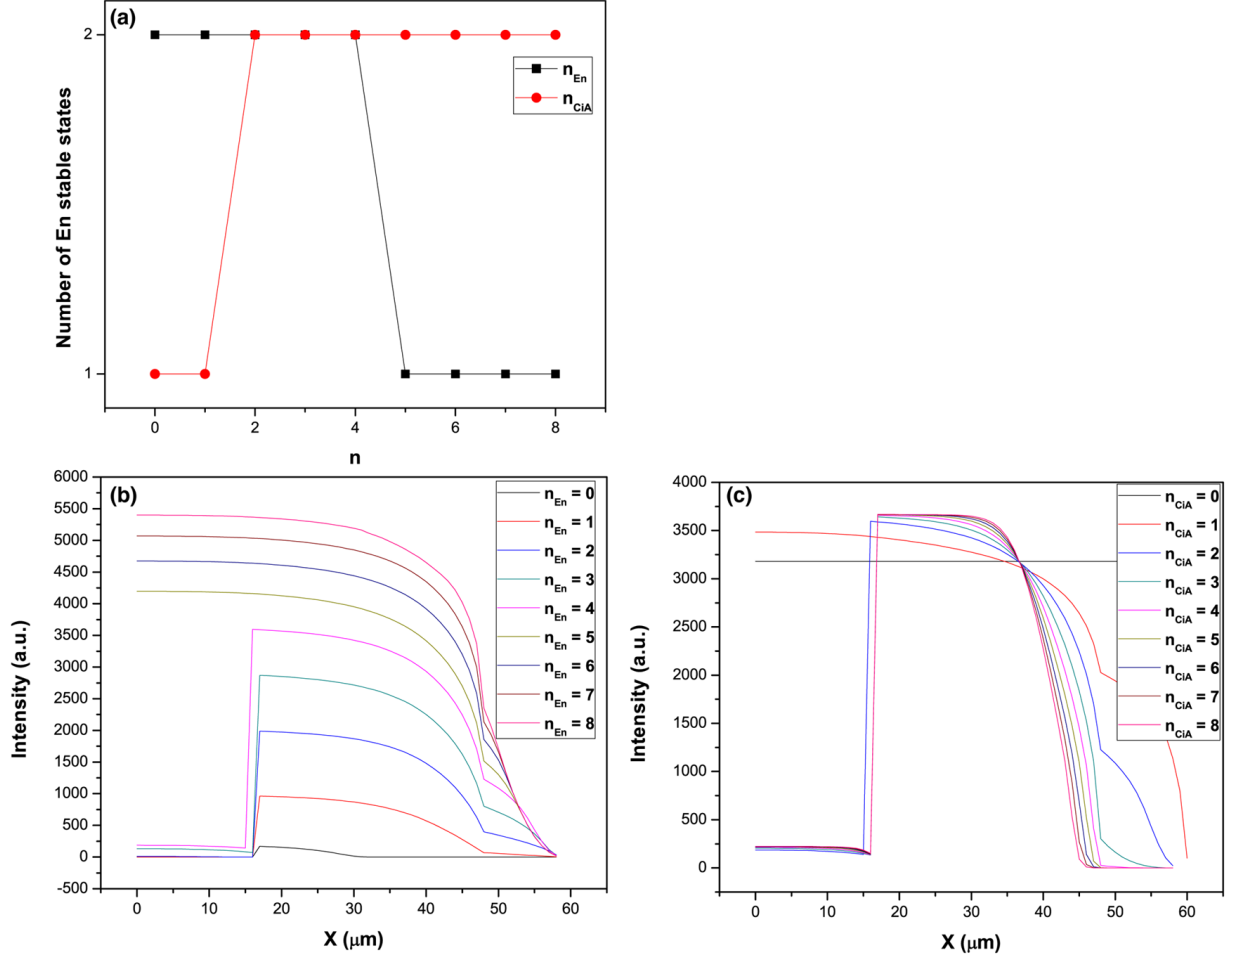 (a)
2
1
Number of En stable states
n_En
n_CiA
0 2 4 6 8
n
(b)
6000
5500
5000
4500
4000
3500
3000
2500
2000
1500
1000
500
0
-500
Intensity (a.u.)
n_En = 0
n_En = 1
n_En = 2
n_En = 3
n_En = 4
n_En = 5
n_En = 6
n_En = 7
n_En = 8
0 10 20 30 40 50 60
X (μm)
(c)
4000
3500
3000
2500
2000
1500
1000
500
0
Intensity (a.u.)
n_CiA = 0
n_CiA = 1
n_CiA = 2
n_CiA = 3
n_CiA = 4
n_CiA = 5
n_CiA = 6
n_CiA = 7
n_CiA = 8
0 10 20 30 40 50 60
X (μm)